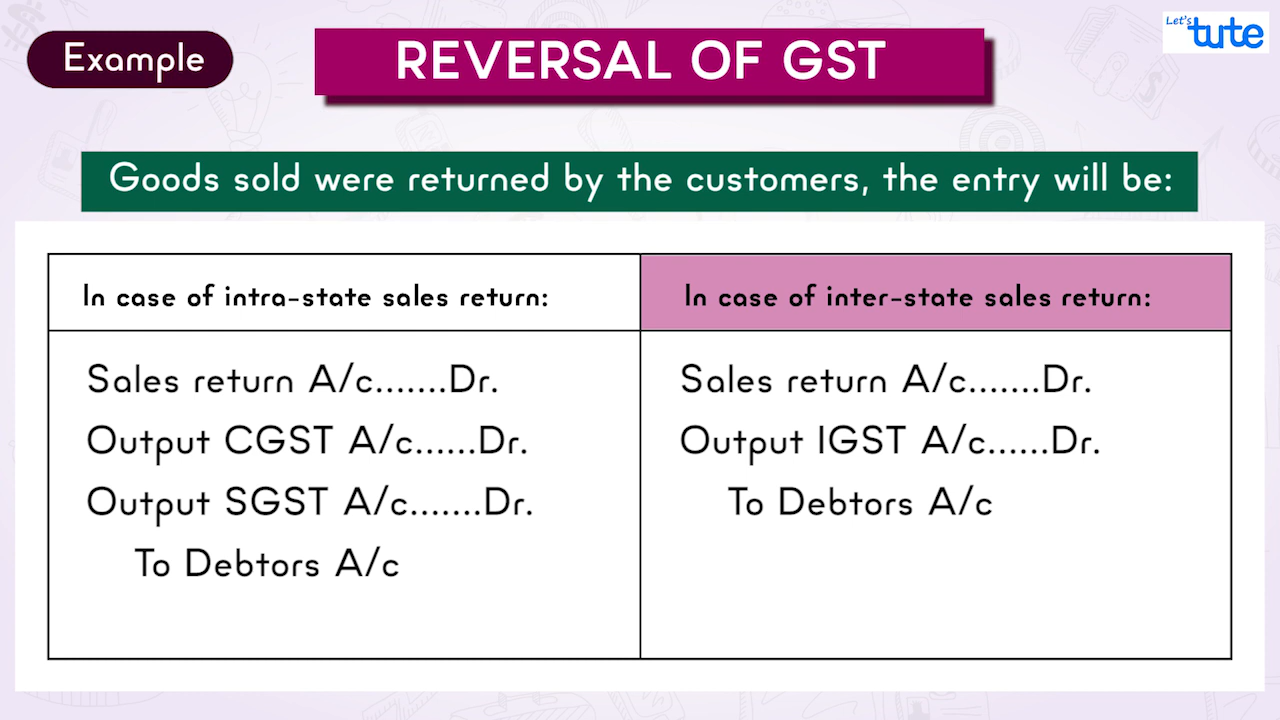 Example
REVERSAL OF GST
Let's
tute
Goods sold were returned by the customers, the entry will be:
In case of intra-state sales return:
Sales return A/c.......Dr.
Output CGST A/c......Dr.
Output SGST A/c.......Dr.
To Debtors A/c
In case of inter-state sales return:
Sales return A/c.......Dr.
Output IGST A/c......Dr.
To Debtors A/c